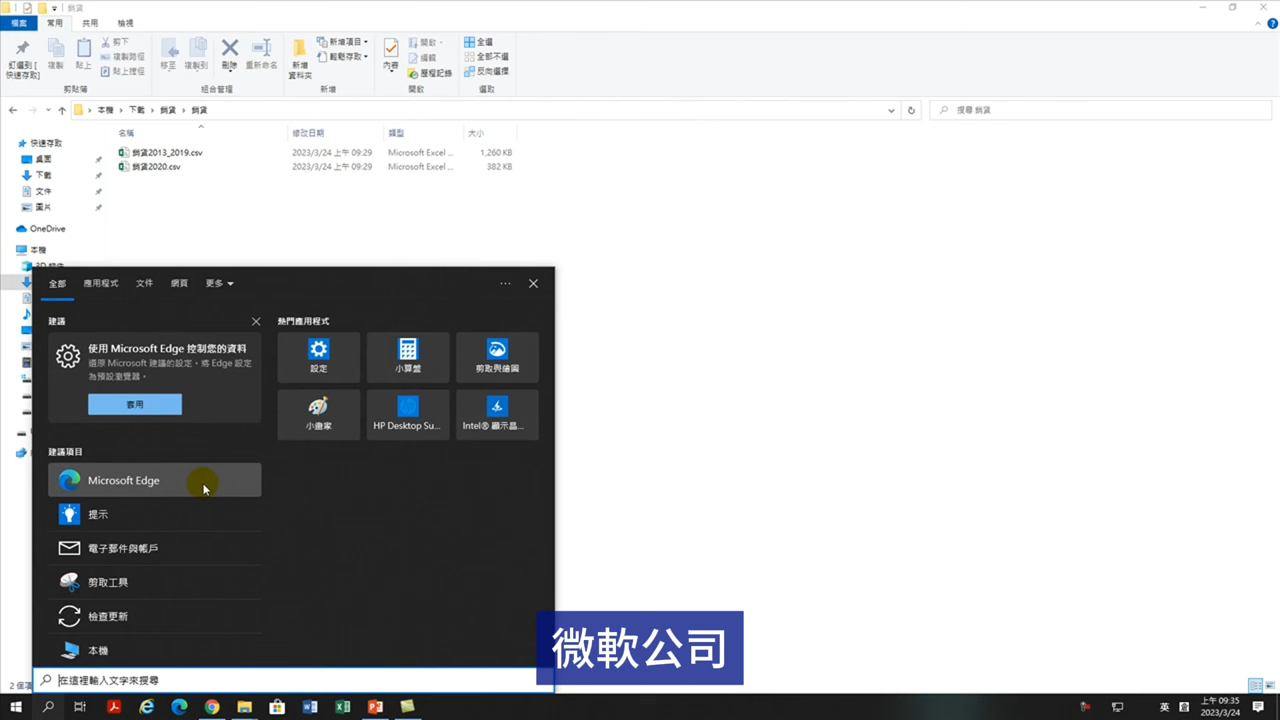 銷貨
檔案 常用 共用 檢視
釘選到 [快速存取]
複製
貼上
剪下
複製路徑
貼上捷徑
剪貼簿
移至
複製到
刪除
重新命名
組合管理
新增資料夾
新增項目
輕鬆存取
新增
內容
開啟
編輯
歷程記錄
開啟
全選
全部不選
反向選擇
選取
本機 下載 銷貨 銷貨
搜尋 銷貨
名稱 修改日期 類型 大小
銷貨2013_2019.csv 2023/3/24 上午 09:29 Microsoft Excel ... 1,260 KB
銷貨2020.csv 2023/3/24 上午 09:29 Microsoft Excel ... 382 KB
快速存取
桌面
下載
文件
圖片
OneDrive
本機
全部 應用程式 文件 網頁 更多
建議
使用 Microsoft Edge 控制您的資料
還原 Microsoft 建議的設定，將 Edge 設定
為預設瀏覽器。
套用
熱門應用程式
設定 小算盤 剪取與繪圖
小畫家 HP Desktop Su... Intel® 顯示晶...
建議項目
Microsoft Edge
提示
電子郵件與帳戶
剪取工具
檢查更新
本機
微軟公司
在這裡輸入文字來搜尋
英
上午 09:35
2023/3/24